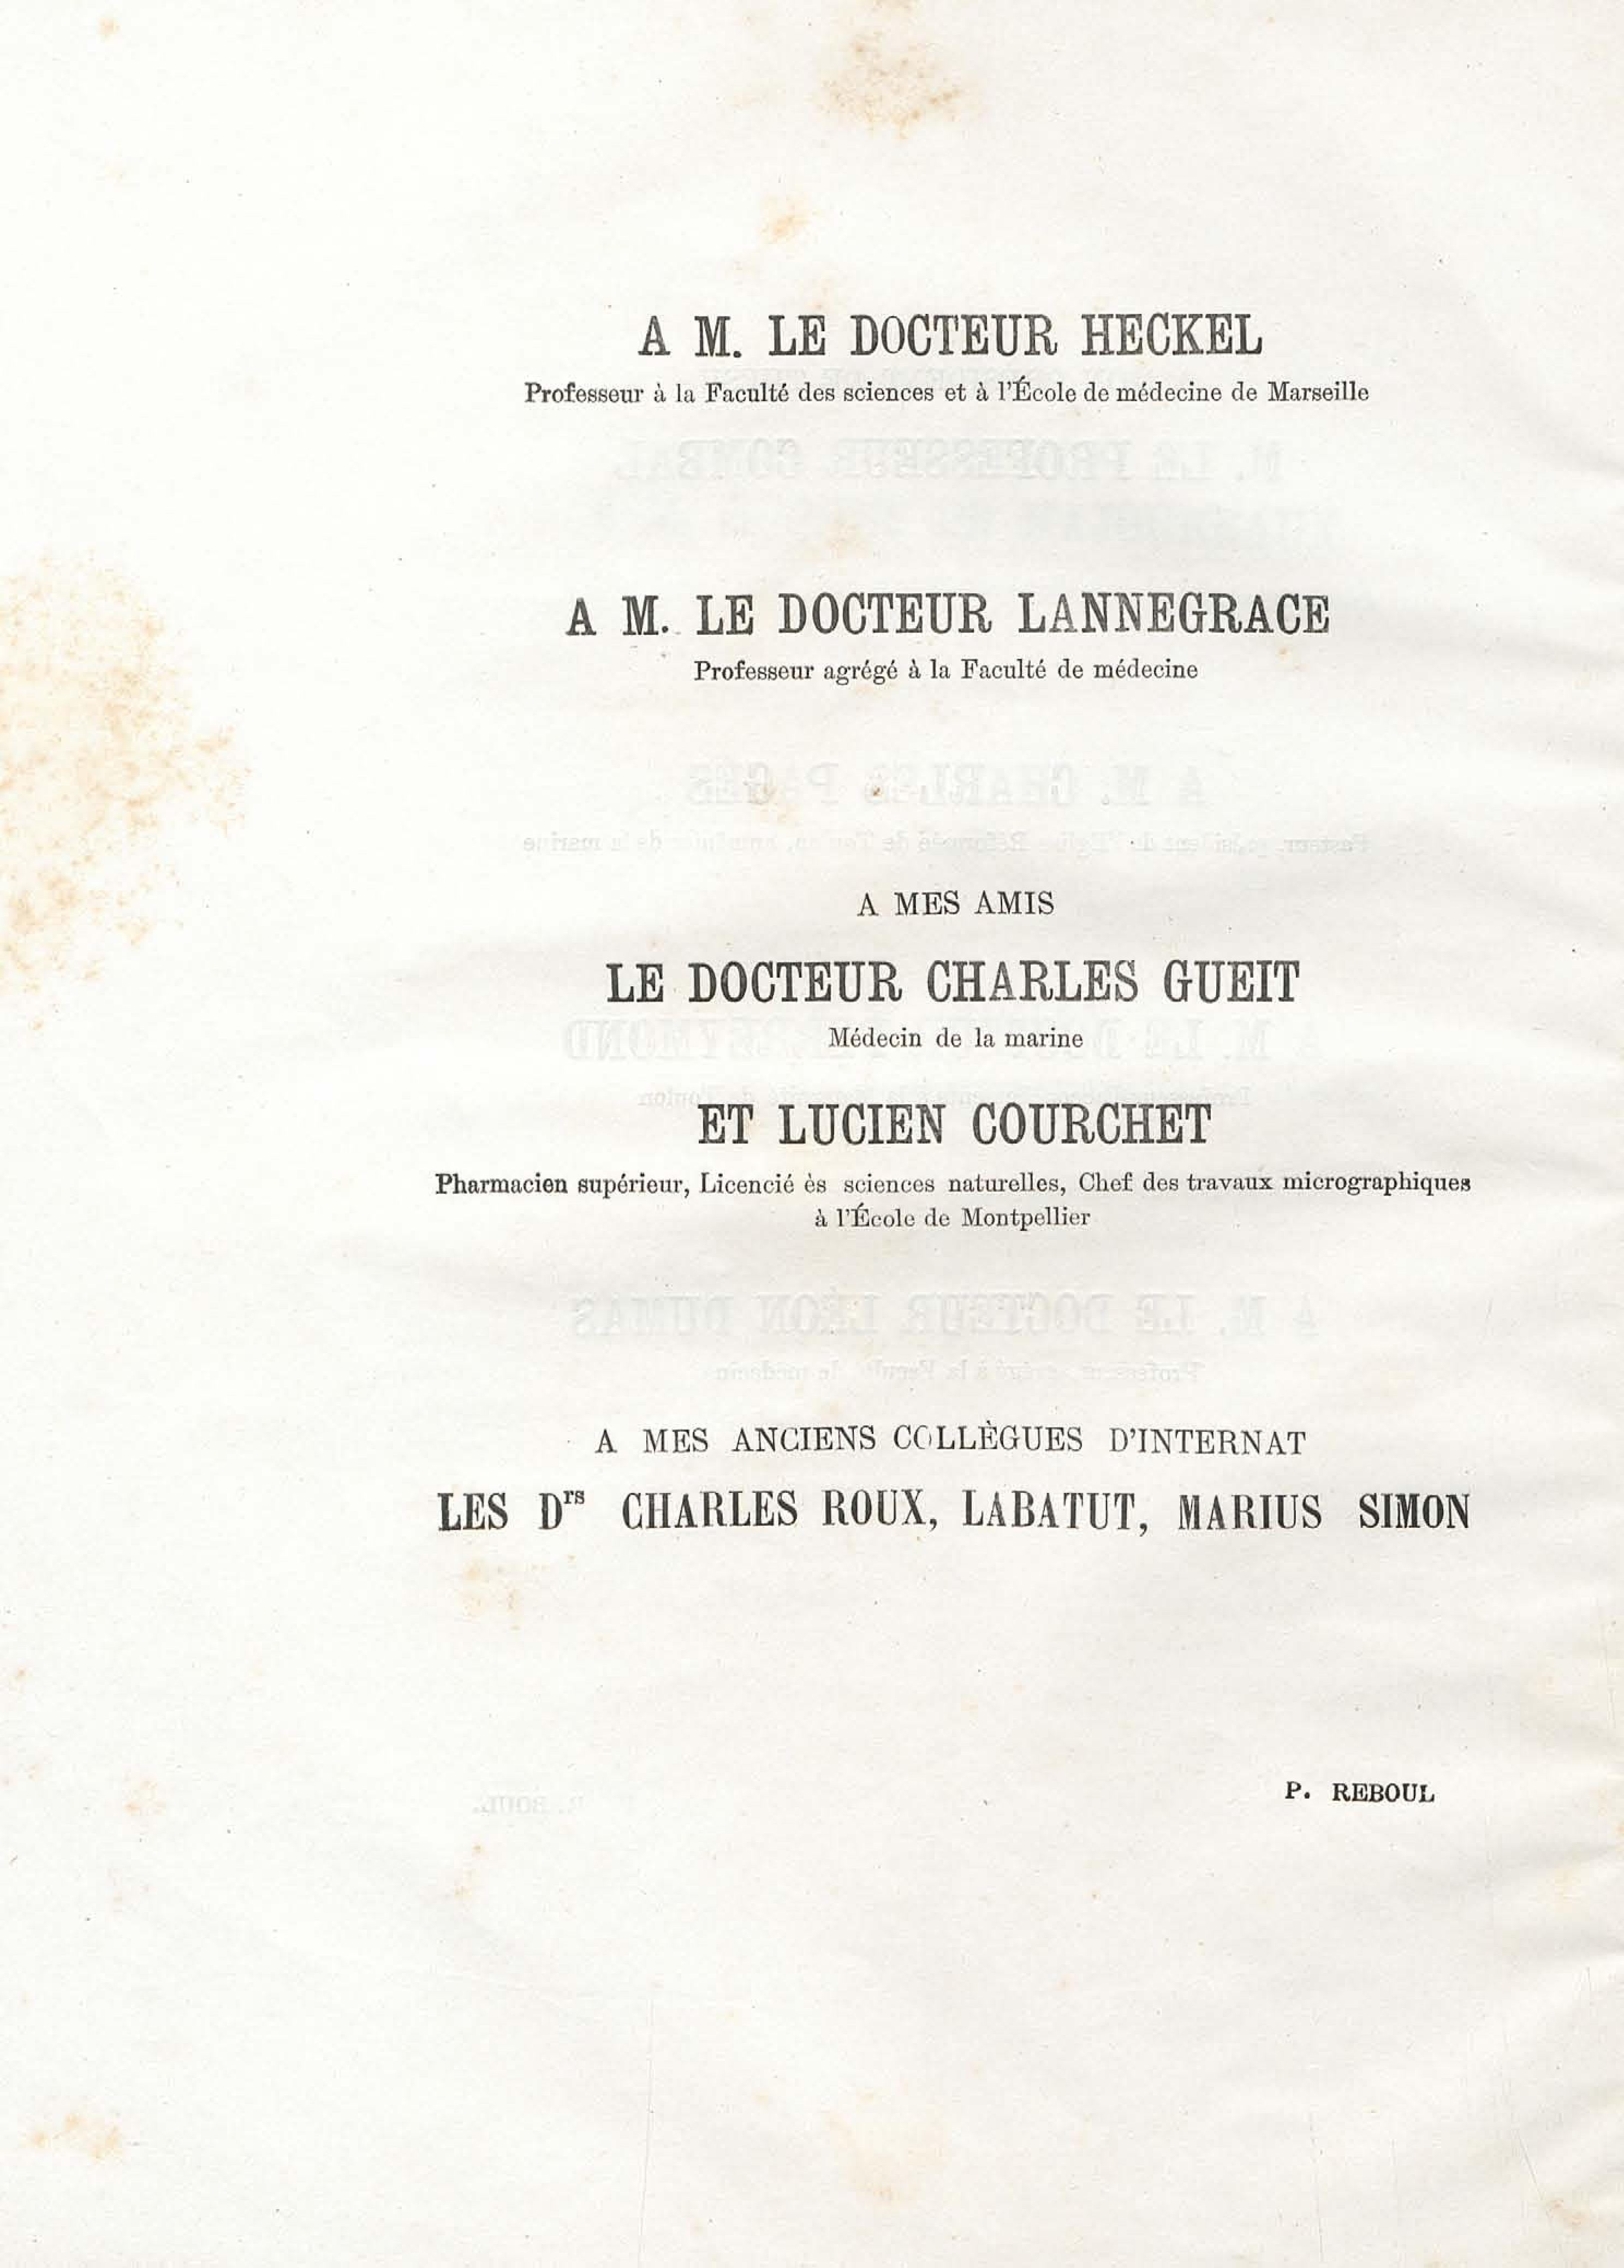 A M. LE DOCTEUR HECKEL
Professeur à la Faculté des sciences et à l'École de médecine de Marseille
A M. LE DOCTEUR LANNEGRACE
Professeur agrégé à la Faculté de médecine
A MES AMIS
LE DOCTEUR CHARLES GUEIT
Médecin de la marine
ET LUCIEN COURCHET
Pharmacien supérieur, Licencié ès sciences naturelles, Chef des travaux micrographiques
à l'École de Montpellier
A MES ANCIENS COLLÈGUES D'INTERNAT
LES Drs CHARLES ROUX, LABATUT, MARIUS SIMON
P. REBOUL